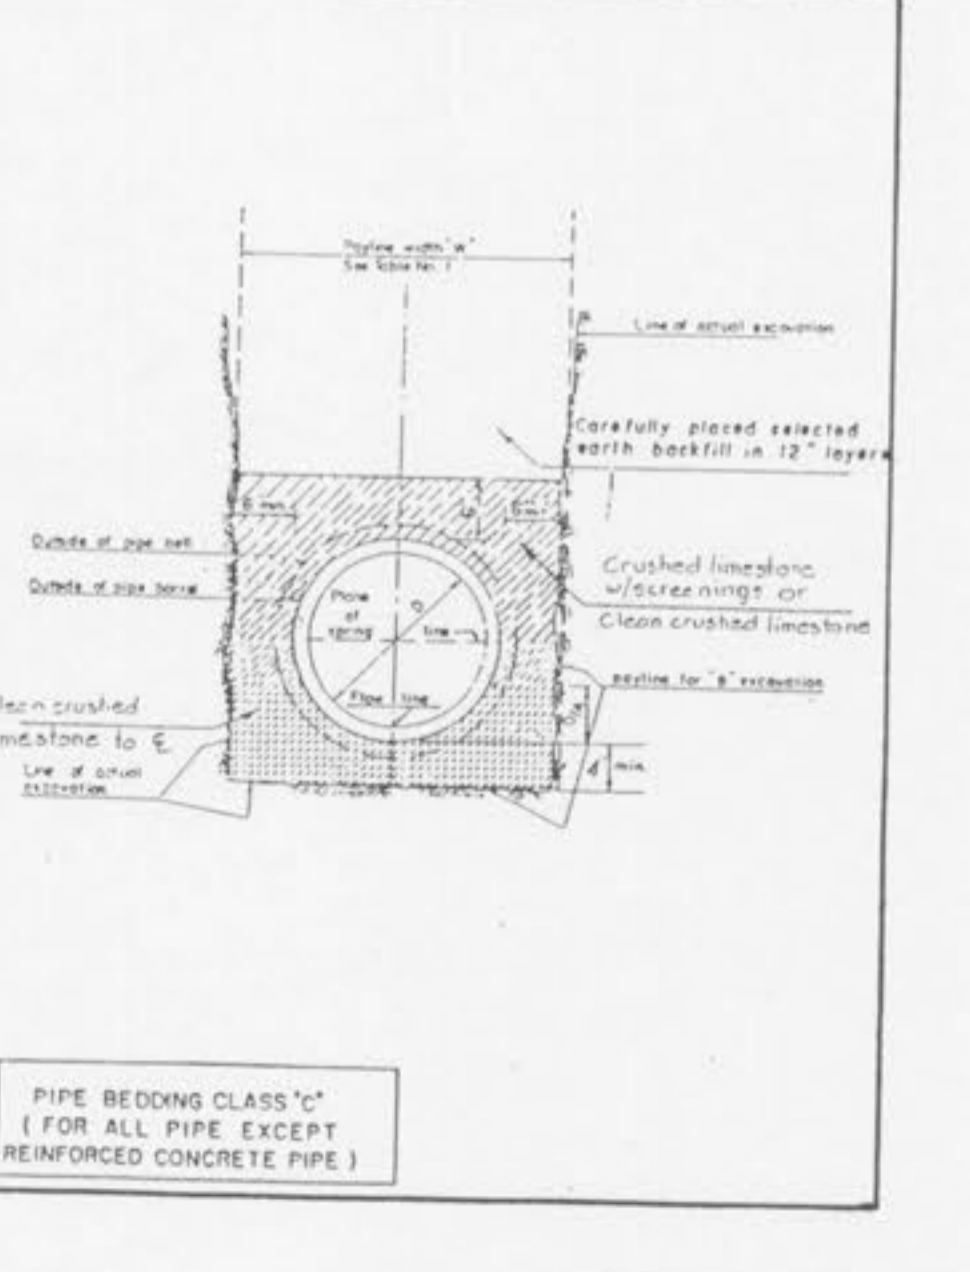 Payline width "W"
See Table No. 1
Line of actual excavation
Carefully placed selected
earth backfill in 12" layers
6 min.
6"
6 min.
Outside of pipe bell
Outside of pipe barrel
Crushed limestone
w/screenings or
Clean crushed limestone
Plane
of
spring line
D
Flow line
payline for "B" excavation
D/4
lean crushed
mestone to ℄
Line of actual
excavation
4 min.
PIPE BEDDING CLASS "C"
( FOR ALL PIPE EXCEPT
REINFORCED CONCRETE PIPE )